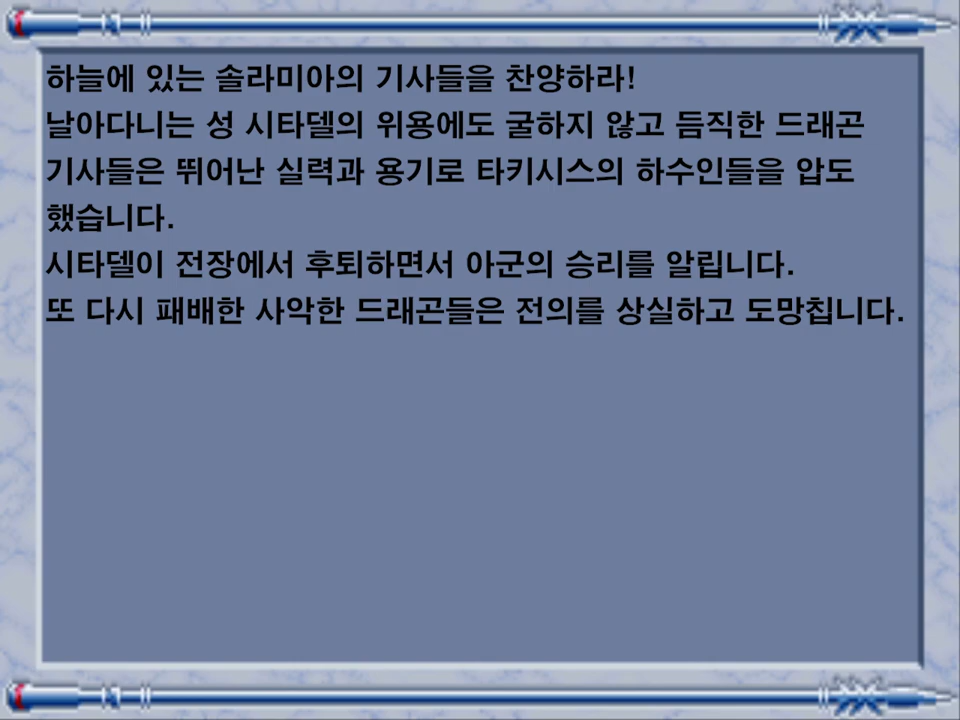 하늘에 있는 솔라미아의 기사들을 찬양하라!
날아다니는 성 시타델의 위용에도 굴하지 않고 듬직한 드래곤
기사들은 뛰어난 실력과 용기로 타키시스의 하수인들을 압도
했습니다.
시타델이 전장에서 후퇴하면서 아군의 승리를 알립니다.
또 다시 패배한 사악한 드래곤들은 전의를 상실하고 도망칩니다.